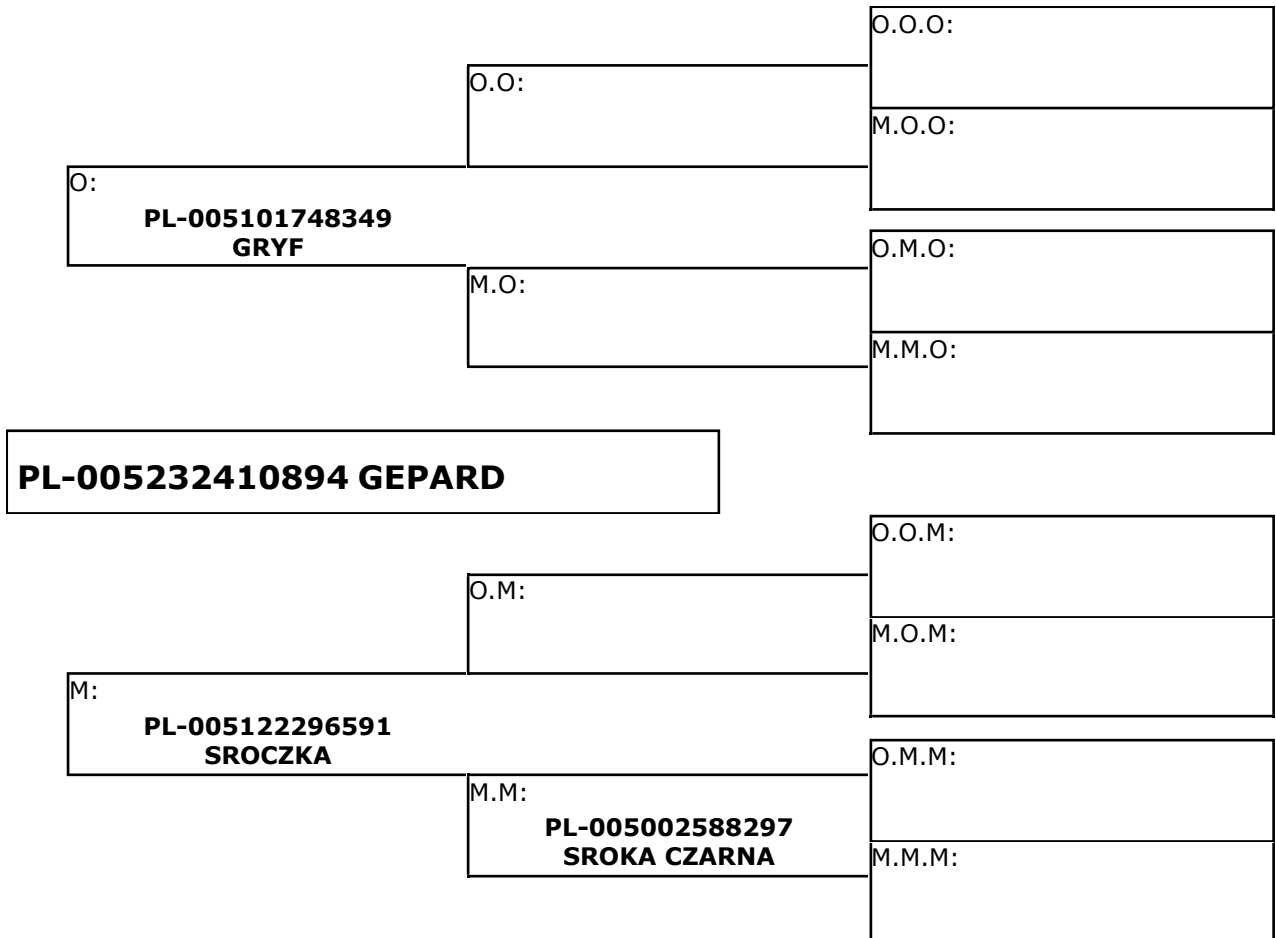 O.O.O:
O.O:
M.O.O:
O:
PL-005101748349
GRYF
O.M.O:
M.O:
M.M.O:
PL-005232410894 GEPARD
O.O.M:
O.M:
M.O.M:
M:
PL-005122296591
SROCZKA
O.M.M:
M.M:
PL-005002588297
SROKA CZARNA
M.M.M: